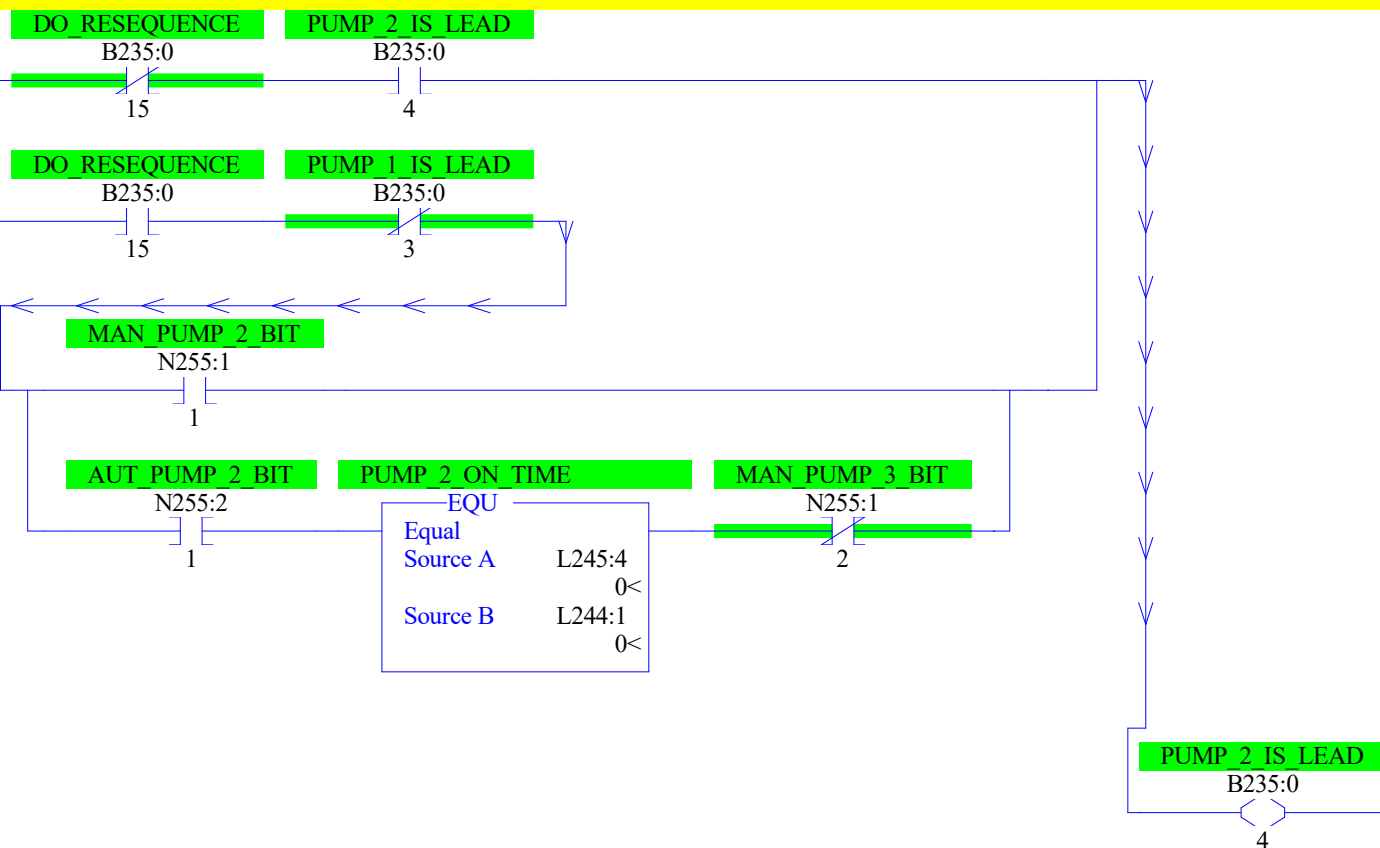 DO_RESEQUENCE PUMP_2_IS_LEAD
B235:0 B235:0
15 4
DO_RESEQUENCE PUMP_1_IS_LEAD
B235:0 B235:0
15 3
MAN_PUMP_2_BIT
N255:1
1
AUT_PUMP_2_BIT PUMP_2_ON_TIME MAN_PUMP_3_BIT
N255:2 EQU N255:1
Equal
1 Source A L245:4 2
0<
Source B L244:1
0<
PUMP_2_IS_LEAD
B235:0
4